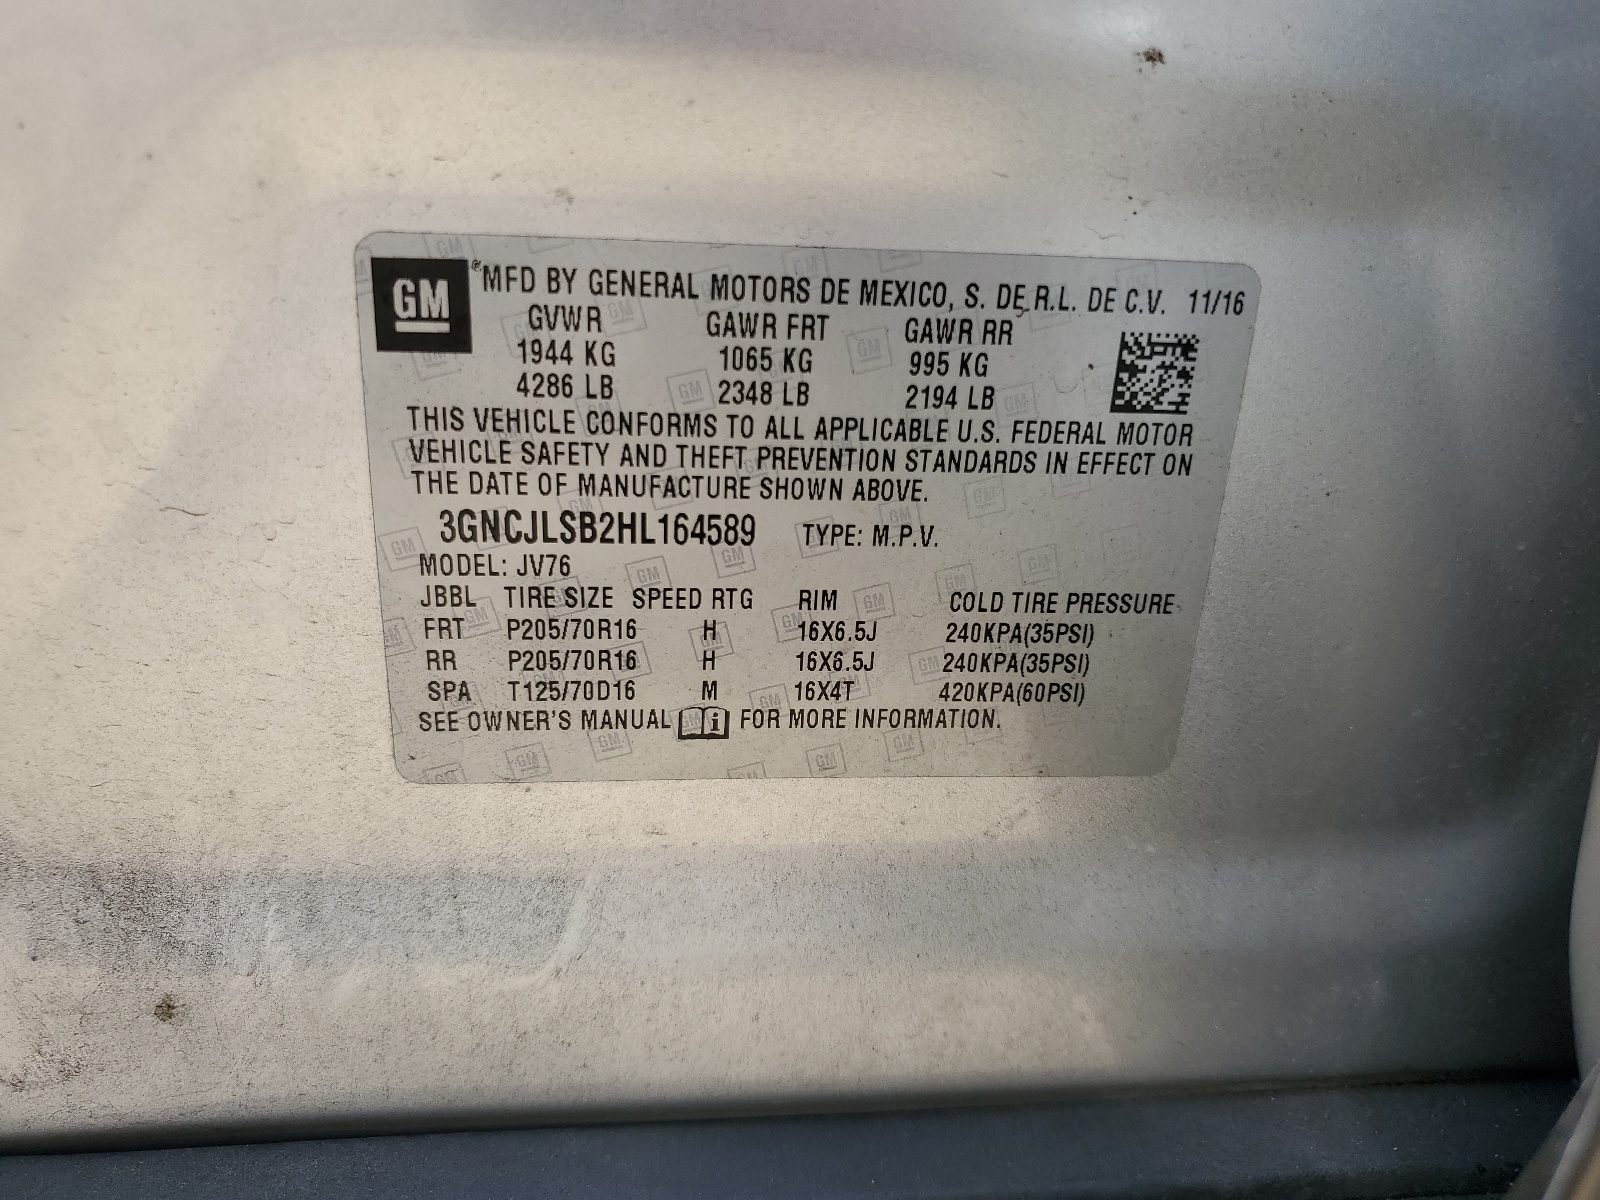 GM ® MFD BY GENERAL MOTORS DE MEXICO, S. DE R.L. DE C.V. 11/16
GVWR GAWR FRT GAWR RR
1944 KG 1065 KG 995 KG
4286 LB 2348 LB 2194 LB
THIS VEHICLE CONFORMS TO ALL APPLICABLE U.S. FEDERAL MOTOR
VEHICLE SAFETY AND THEFT PREVENTION STANDARDS IN EFFECT ON
THE DATE OF MANUFACTURE SHOWN ABOVE.
3GNCJLSB2HL164589 TYPE: M.P.V.
MODEL: JV76
JBBL TIRE SIZE SPEED RTG RIM COLD TIRE PRESSURE
FRT P205/70R16 H 16X6.5J 240KPA(35PSI)
RR P205/70R16 H 16X6.5J 240KPA(35PSI)
SPA T125/70D16 M 16X4T 420KPA(60PSI)
SEE OWNER'S MANUAL i FOR MORE INFORMATION.